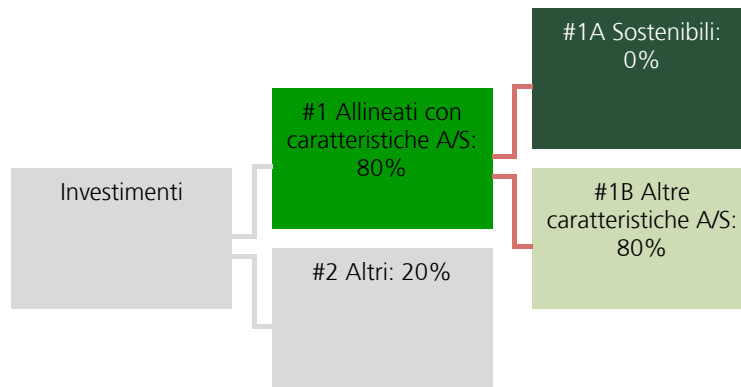 Investimenti
#1 Allineati con
caratteristiche A/S:
80%
#2 Altri: 20%
#1A Sostenibili:
0%
#1B Altre
caratteristiche A/S:
80%